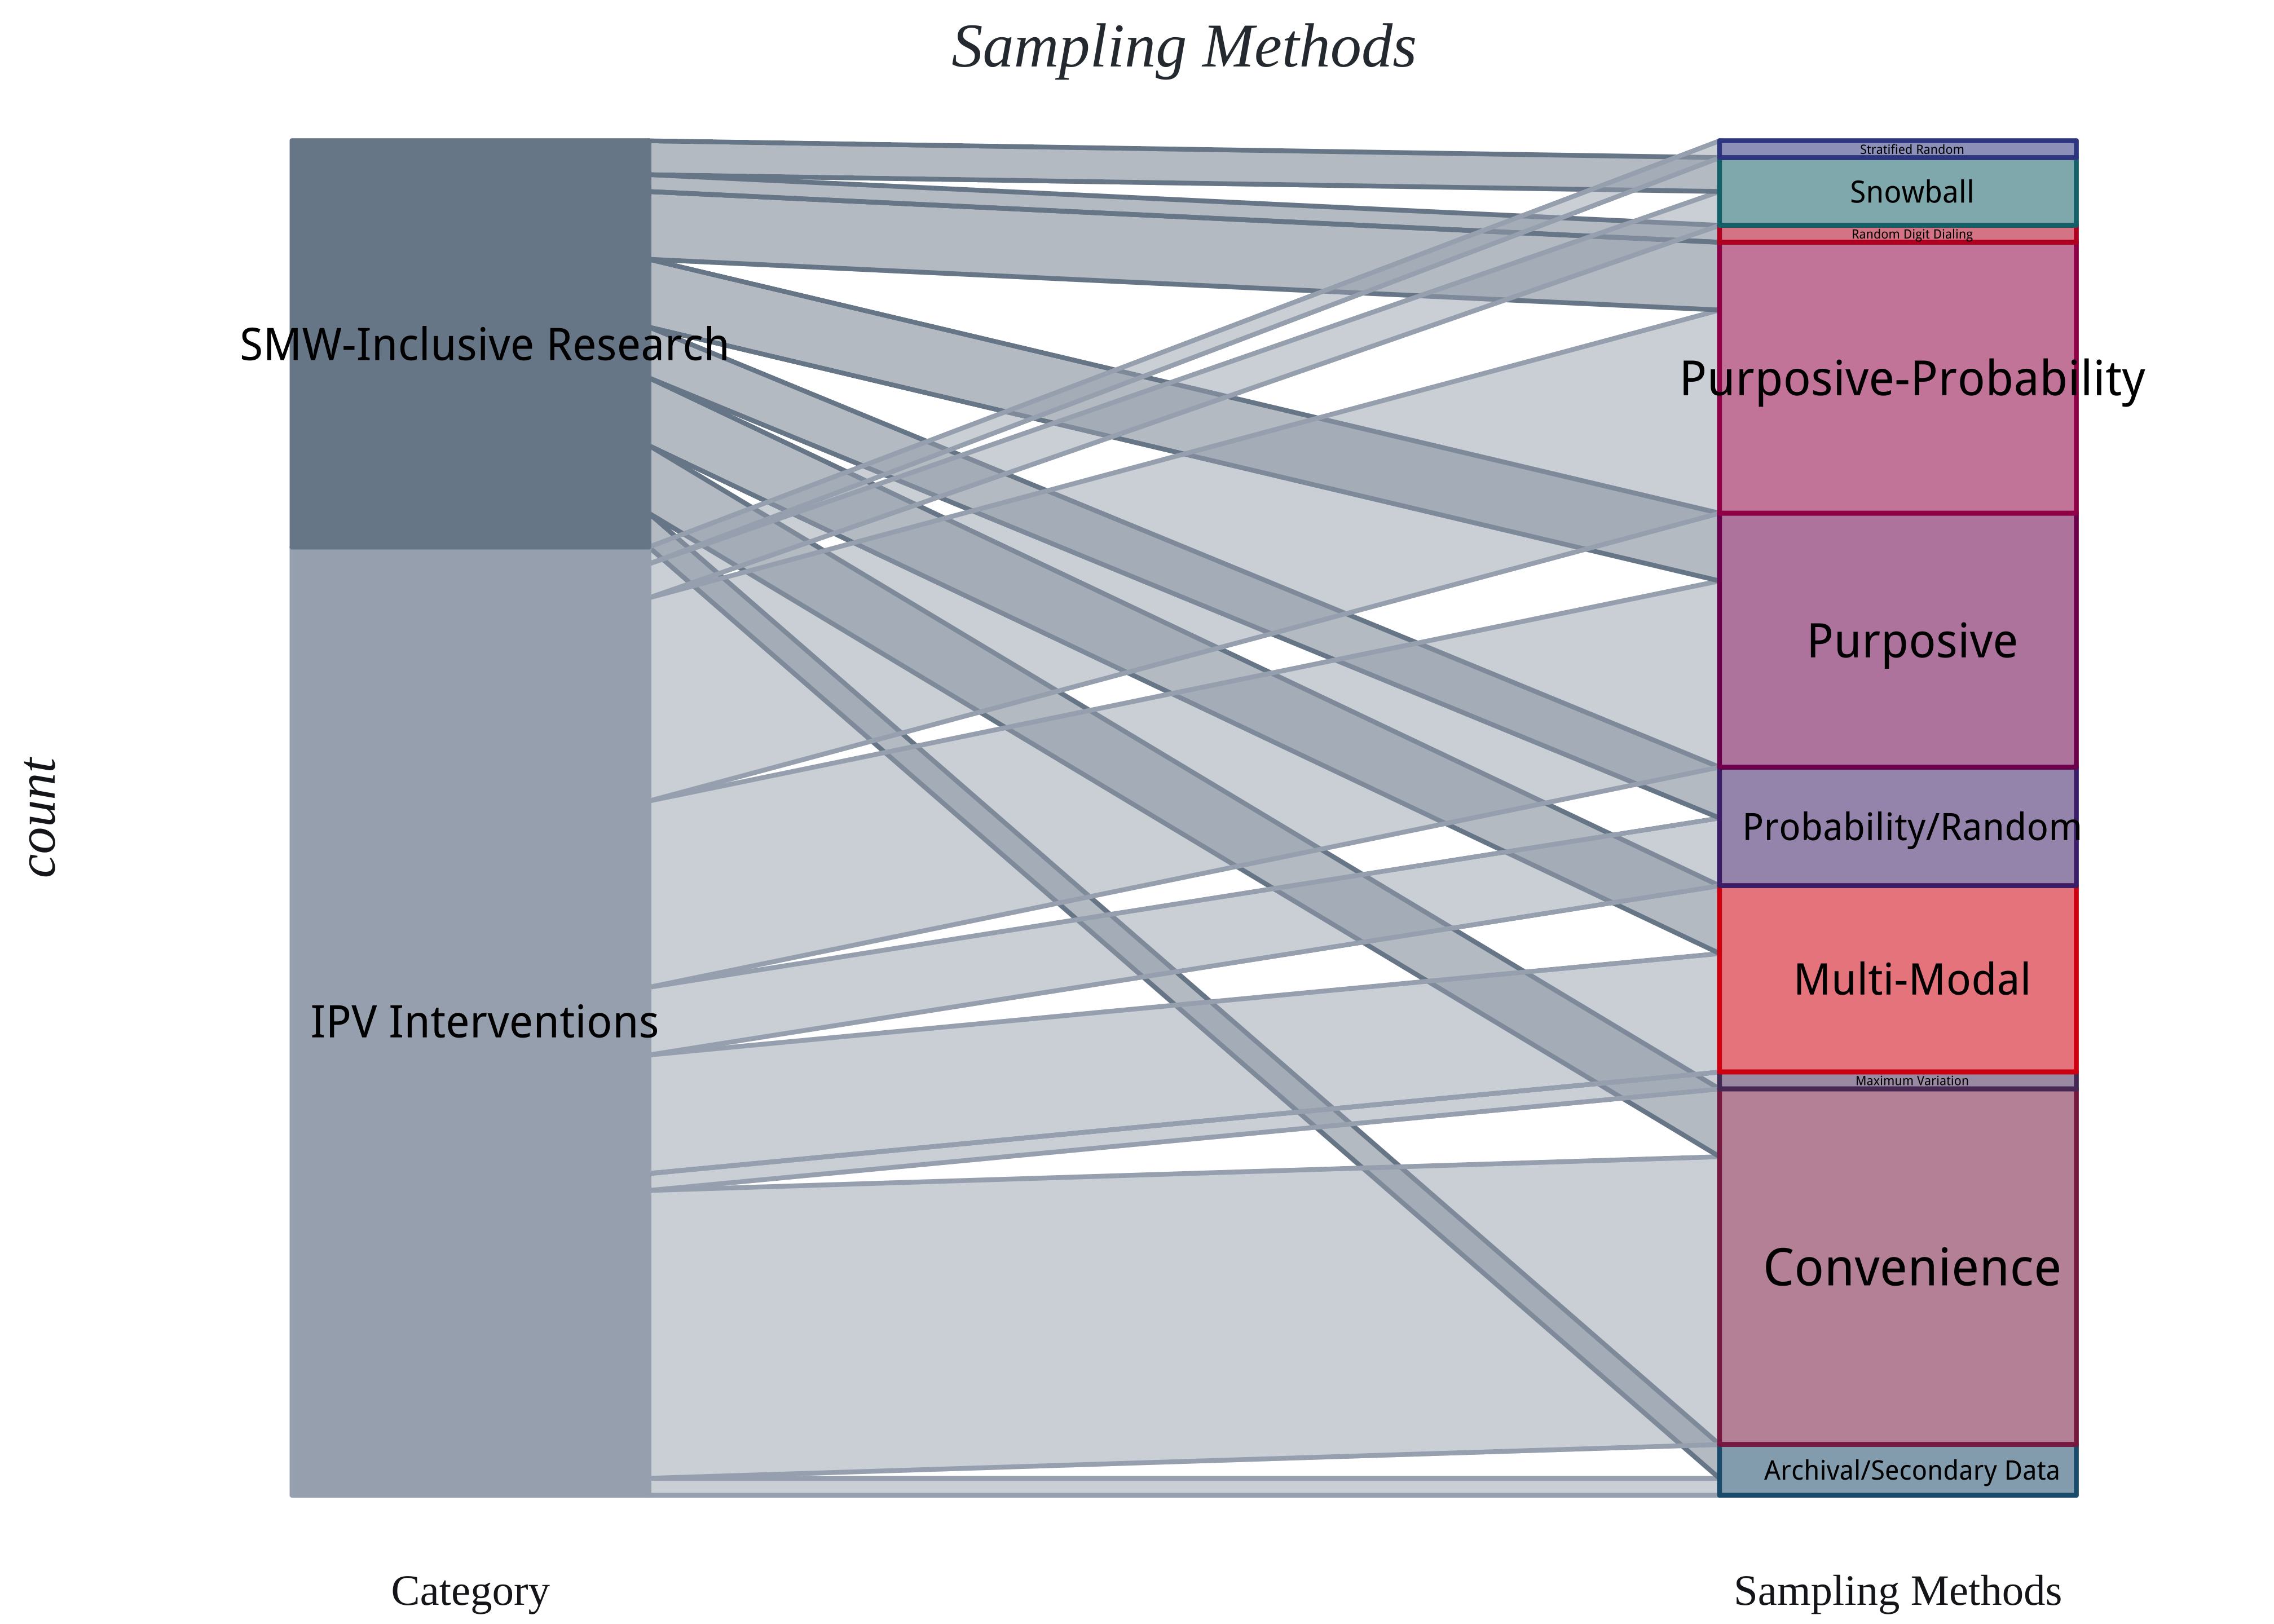 Sampling Methods
Stratified Random
Snowball
Random Digit Dialing
SMW-Inclusive Research
Purposive-Probability
Purposive
count
Probability/Random
Multi-Modal
IPV Interventions
Maximum Variation
Convenience
Archival/Secondary Data
Category
Sampling Methods